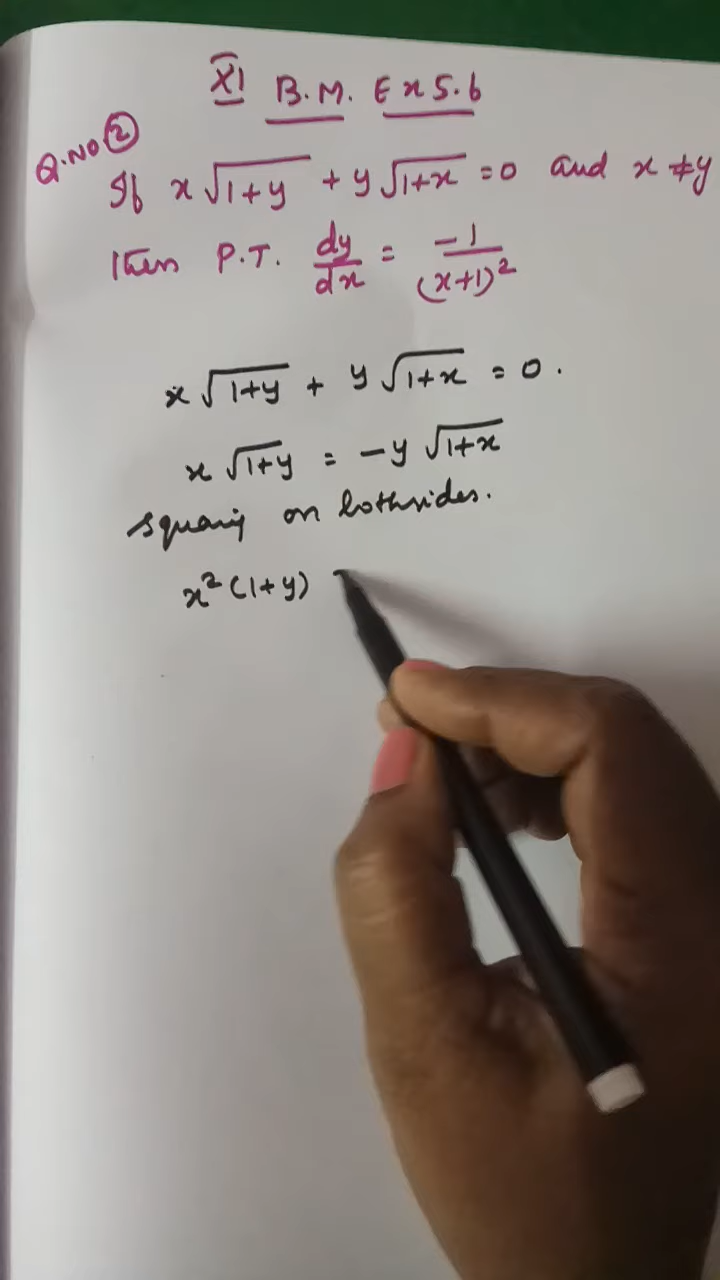 XI B.M. Ex 5.6
Q.NO ②
If x√1+y + y√1+x = 0 and x ≠ y
Then P.T. dy/dx = -1/(x+1)²
x√1+y + y√1+x = 0.
x√1+y = -y√1+x
squaring on bothsides.
x²(1+y)